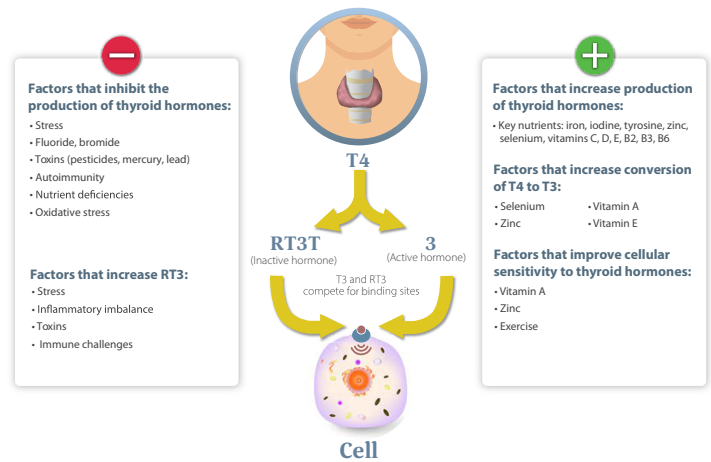 Factors that inhibit the
production of thyroid hormones:
• Stress
• Fluoride, bromide
• Toxins (pesticides, mercury, lead)
• Autoimmunity
• Nutrient deficiencies
• Oxidative stress
Factors that increase RT3:
• Stress
• Inflammatory imbalance
• Toxins
• Immune challenges
T4
RT3T
(Inactive hormone)
3
(Active hormone)
T3 and RT3
compete for binding sites
Cell
Factors that increase production
of thyroid hormones:
• Key nutrients: iron, iodine, tyrosine, zinc,
selenium, vitamins C, D, E, B2, B3, B6
Factors that increase conversion
of T4 to T3:
• Selenium • Vitamin A
• Zinc • Vitamin E
Factors that improve cellular
sensitivity to thyroid hormones:
• Vitamin A
• Zinc
• Exercise